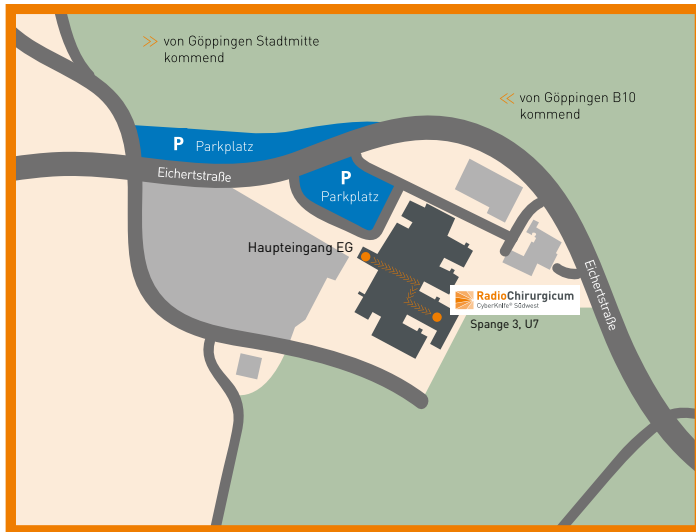 von Göppingen Stadtmitte
kommend
von Göppingen B10
kommend
P Parkplatz
Eichertstraße
P
Parkplatz
Haupteingang EG
RadioChirurgicum
CyberKnife® Südwest
Spange 3, U7
Eichertstraße